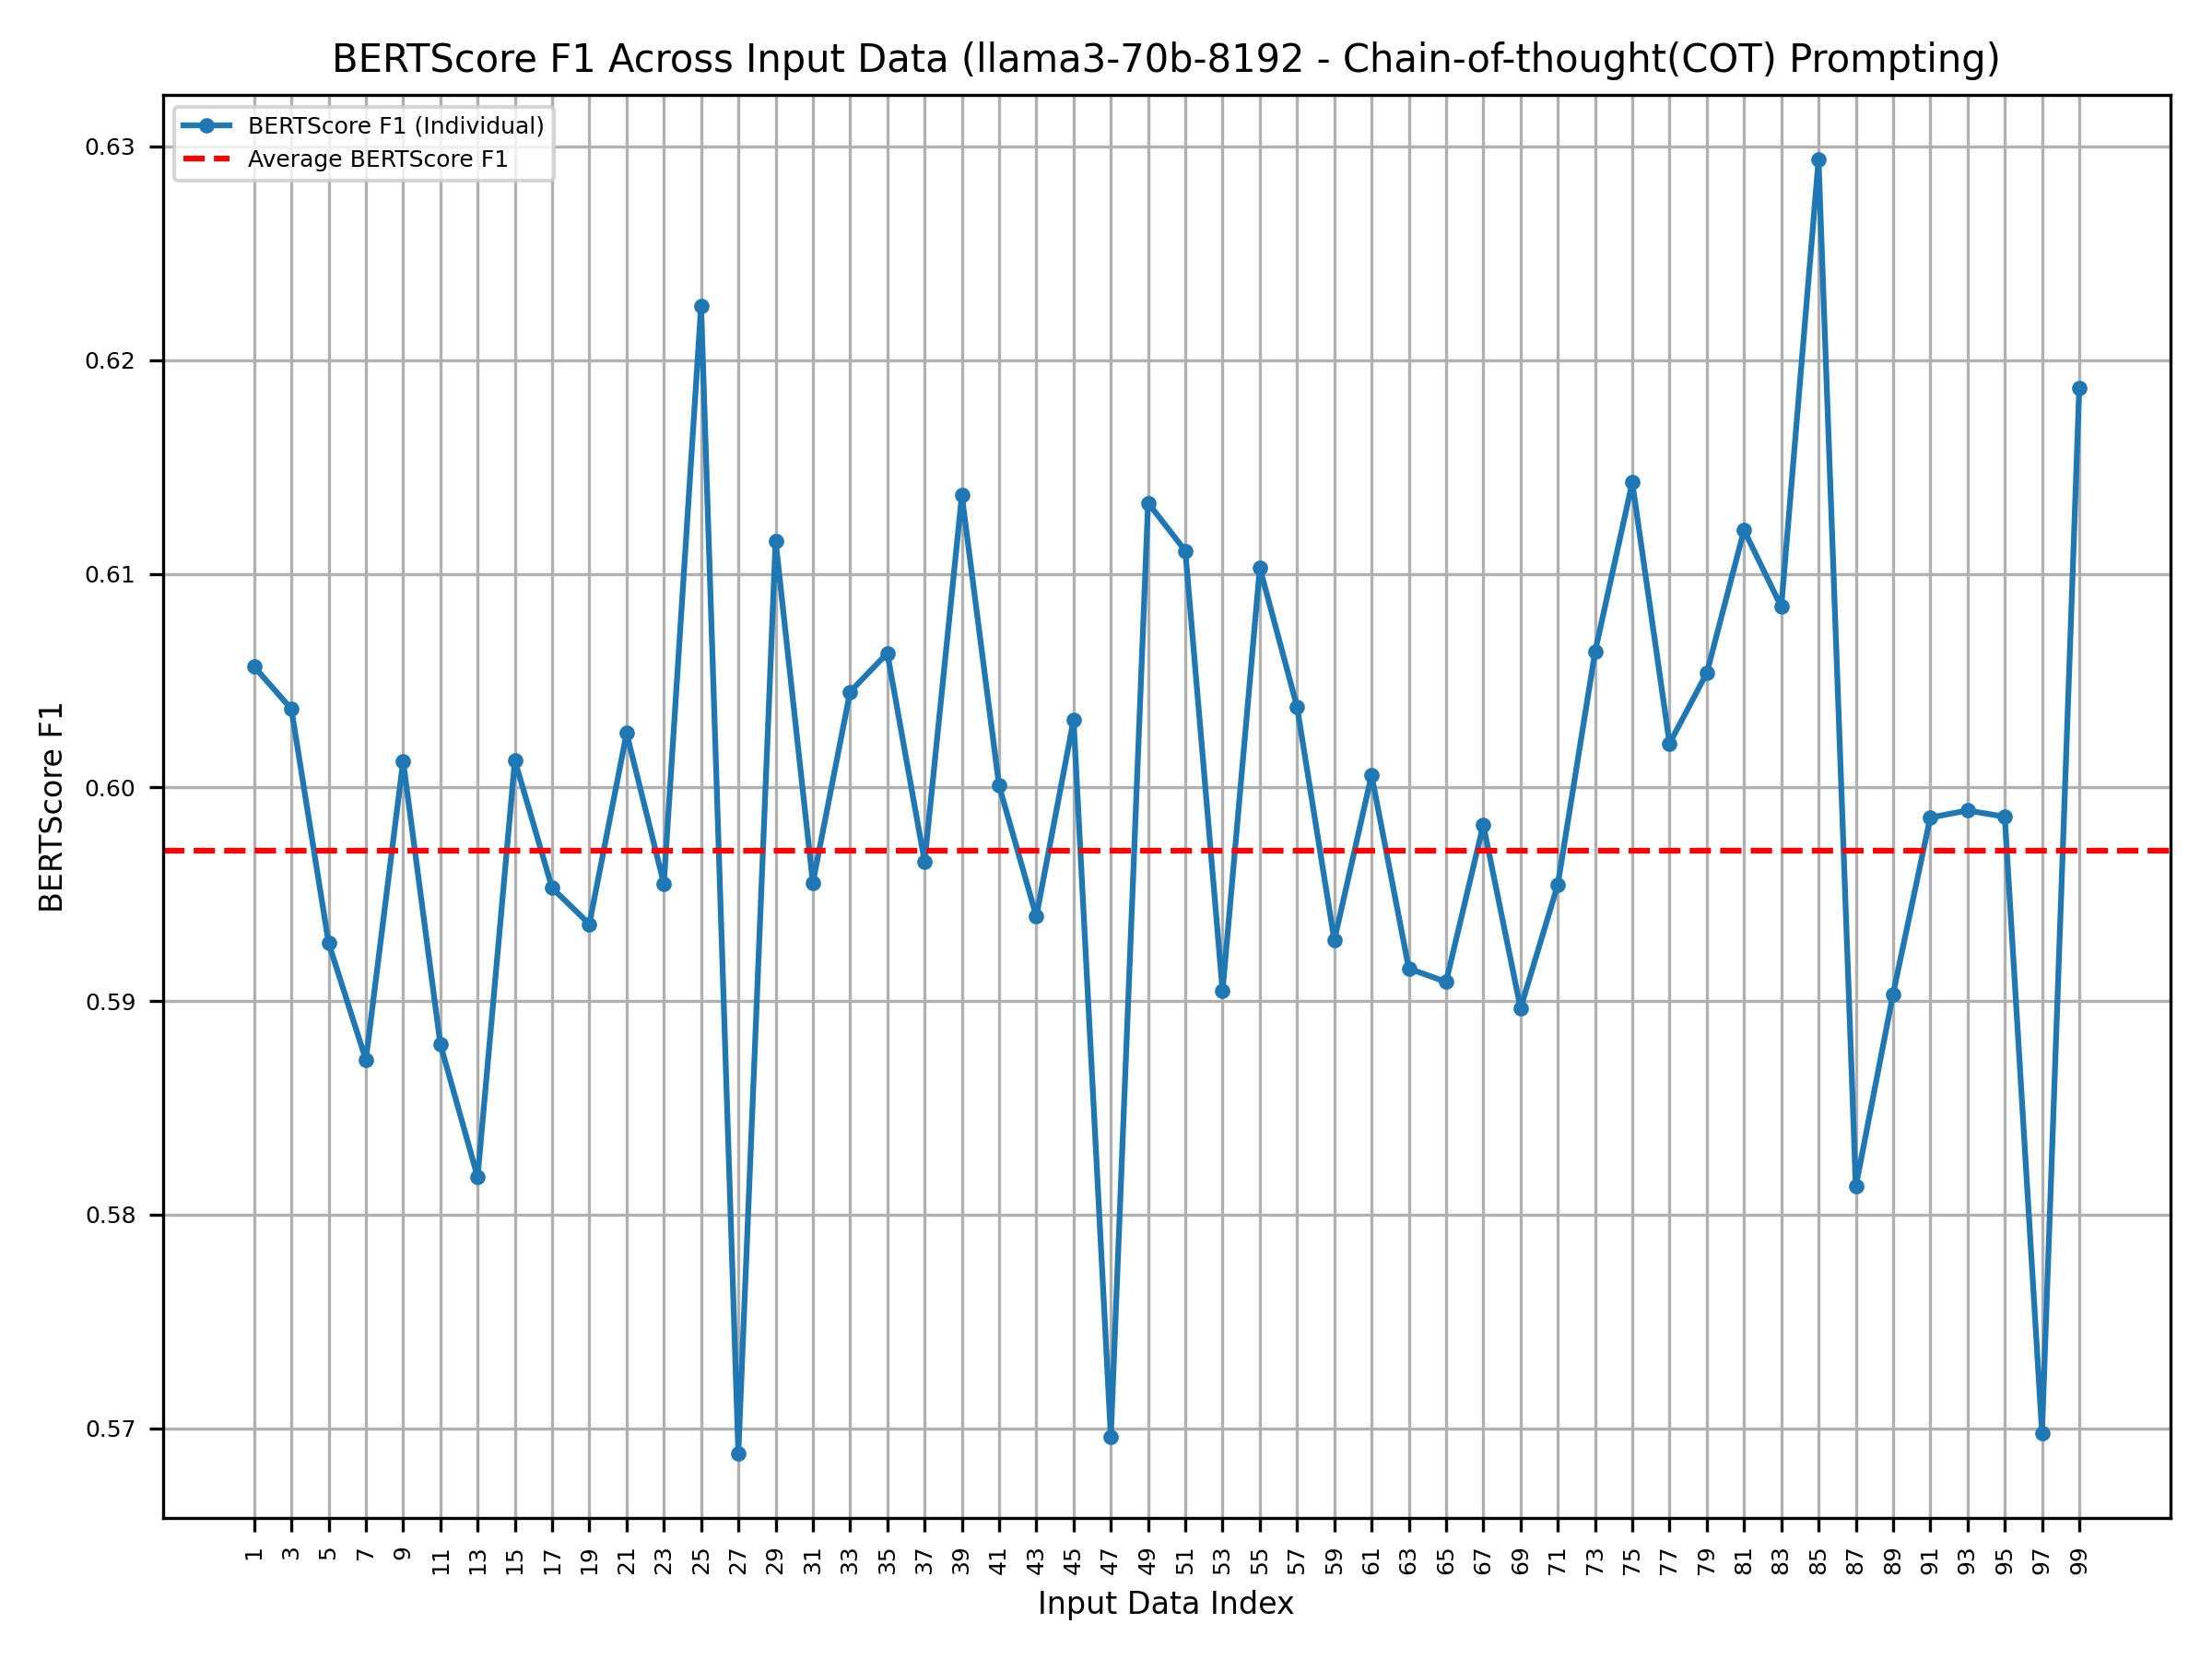 BERTScore F1 Across Input Data (llama3-70b-8192 - Chain-of-thought(COT) Prompting)
BERTScore F1 (Individual)
Average BERTScore F1
0.63
0.62
0.61
0.60
0.59
0.58
0.57
BERTScore F1
1 3 5 7 9 11 13 15 17 19 21 23 25 27 29 31 33 35 37 39 41 43 45 47 49 51 53 55 57 59 61 63 65 67 69 71 73 75 77 79 81 83 85 87 89 91 93 95 97 99
Input Data Index